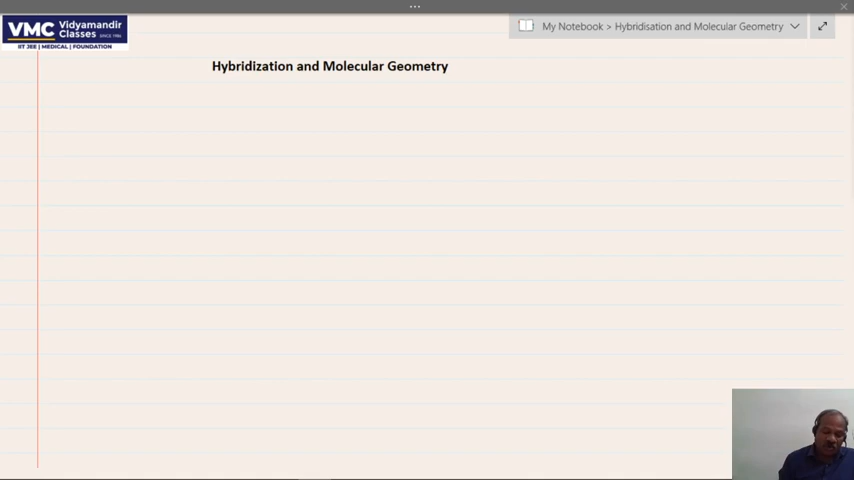 ...
VMC Vidyamandir Classes SINCE 1986
IIT JEE | MEDICAL | FOUNDATION
My Notebook > Hybridisation and Molecular Geometry
Hybridization and Molecular Geometry